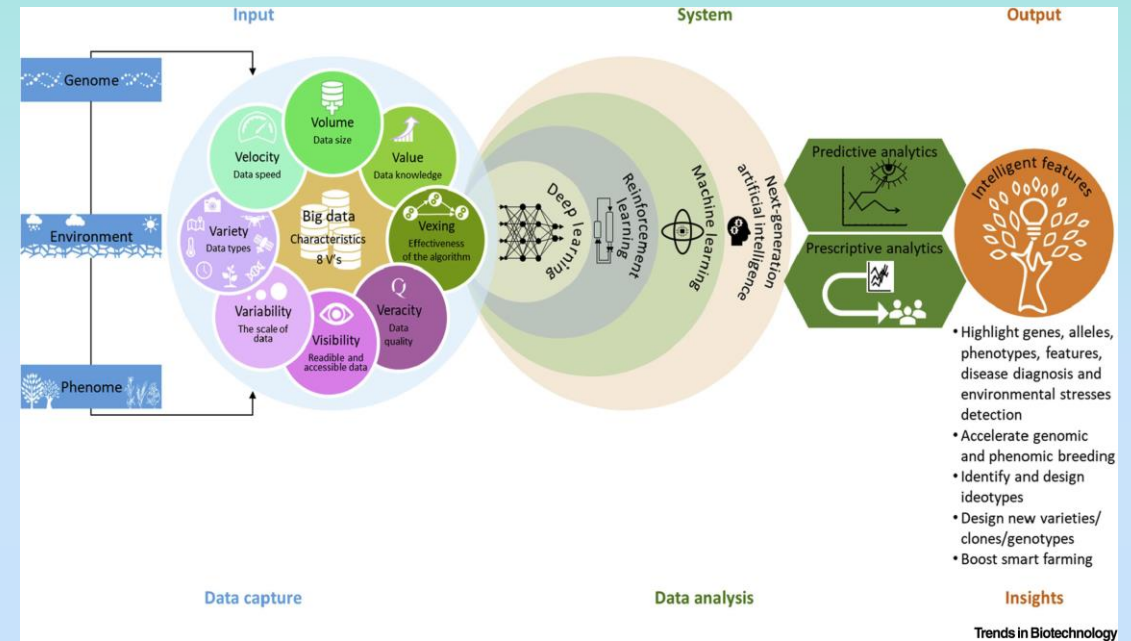 Input
System
Output
Genome
Environment
Phenome
Volume
Data size
Velocity
Data speed
Value
Data knowledge
Variety
Data types
Big data
Characteristics
8 V's
Vexing
Effectiveness
of the algorithm
Variability
The scale of
data
Visibility
Readible and
accessible data
Q
Veracity
Data
quality
Deep learning
Reinforcement
learning
Machine learning
Next-generation
artificial intelligence
Predictive analytics
Prescriptive analytics
Intelligent features
• Highlight genes, alleles,
phenotypes, features,
disease diagnosis and
environmental stresses
detection
• Accelerate genomic
and phenomic breeding
• Identify and design
ideotypes
• Design new varieties/
clones/genotypes
• Boost smart farming
Data capture
Data analysis
Insights
Trends in Biotechnology